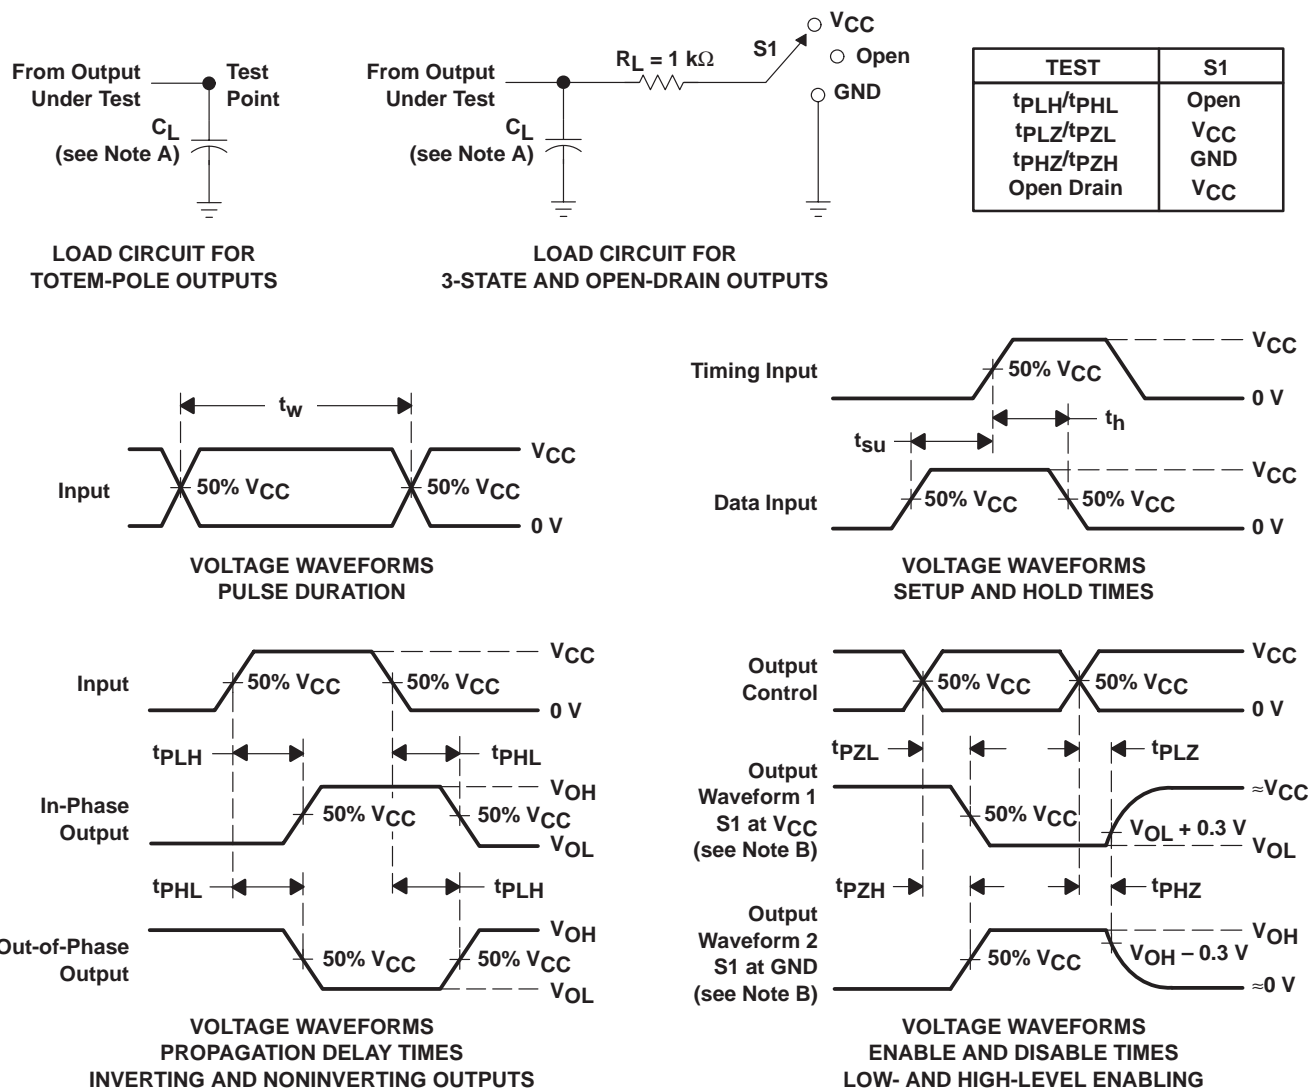 From Output
Under Test
Test
Point
CL
(see Note A)
LOAD CIRCUIT FOR
TOTEM-POLE OUTPUTS
From Output
Under Test
RL = 1 kΩ
S1
VCC
Open
GND
CL
(see Note A)
LOAD CIRCUIT FOR
3-STATE AND OPEN-DRAIN OUTPUTS
TEST S1
tPLH/tPHL Open
tPLZ/tPZL VCC
tPHZ/tPZH GND
Open Drain VCC
tw
Input
50% VCC
50% VCC
VCC
0 V
VOLTAGE WAVEFORMS
PULSE DURATION
Timing Input
50% VCC
VCC
0 V
tsu
th
Data Input
50% VCC
50% VCC
VCC
0 V
VOLTAGE WAVEFORMS
SETUP AND HOLD TIMES
Input
50% VCC
50% VCC
VCC
0 V
tPLH
tPHL
In-Phase
Output
50% VCC
50% VCC
VOH
VOL
tPHL
tPLH
Out-of-Phase
Output
50% VCC
50% VCC
VOH
VOL
VOLTAGE WAVEFORMS
PROPAGATION DELAY TIMES
INVERTING AND NONINVERTING OUTPUTS
Output
Control
50% VCC
50% VCC
VCC
0 V
tPZL
tPLZ
Output
Waveform 1
S1 at VCC
(see Note B)
50% VCC
VOL + 0.3 V
≈VCC
VOL
tPZH
tPHZ
Output
Waveform 2
S1 at GND
(see Note B)
50% VCC
VOH – 0.3 V
VOH
≈0 V
VOLTAGE WAVEFORMS
ENABLE AND DISABLE TIMES
LOW- AND HIGH-LEVEL ENABLING